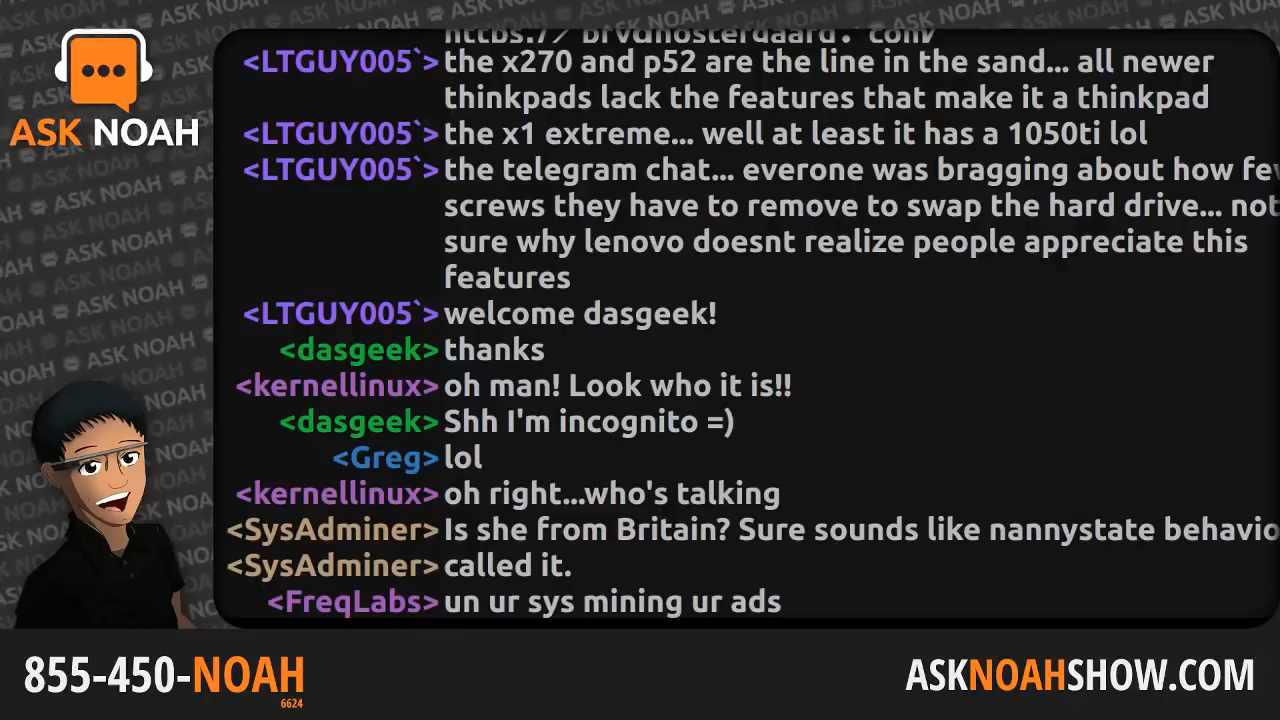 ASK NOAH
<LTGUY005`> the x270 and p52 are the line in the sand... all newer
thinkpads lack the features that make it a thinkpad
<LTGUY005`> the x1 extreme... well at least it has a 1050ti lol
<LTGUY005`> the telegram chat... everone was bragging about how fe
screws they have to remove to swap the hard drive... not
sure why lenovo doesnt realize people appreciate this
features
<LTGUY005`> welcome dasgeek!
<dasgeek> thanks
<kernellinux> oh man! Look who it is!!
<dasgeek> Shh I'm incognito =)
<Greg> lol
<kernellinux> oh right...who's talking
<SysAdminer> Is she from Britain? Sure sounds like nannystate behavio
<SysAdminer> called it.
<FreqLabs> un ur sys mining ur ads
855-450-NOAH
6624
ASKNOAHSHOW.COM